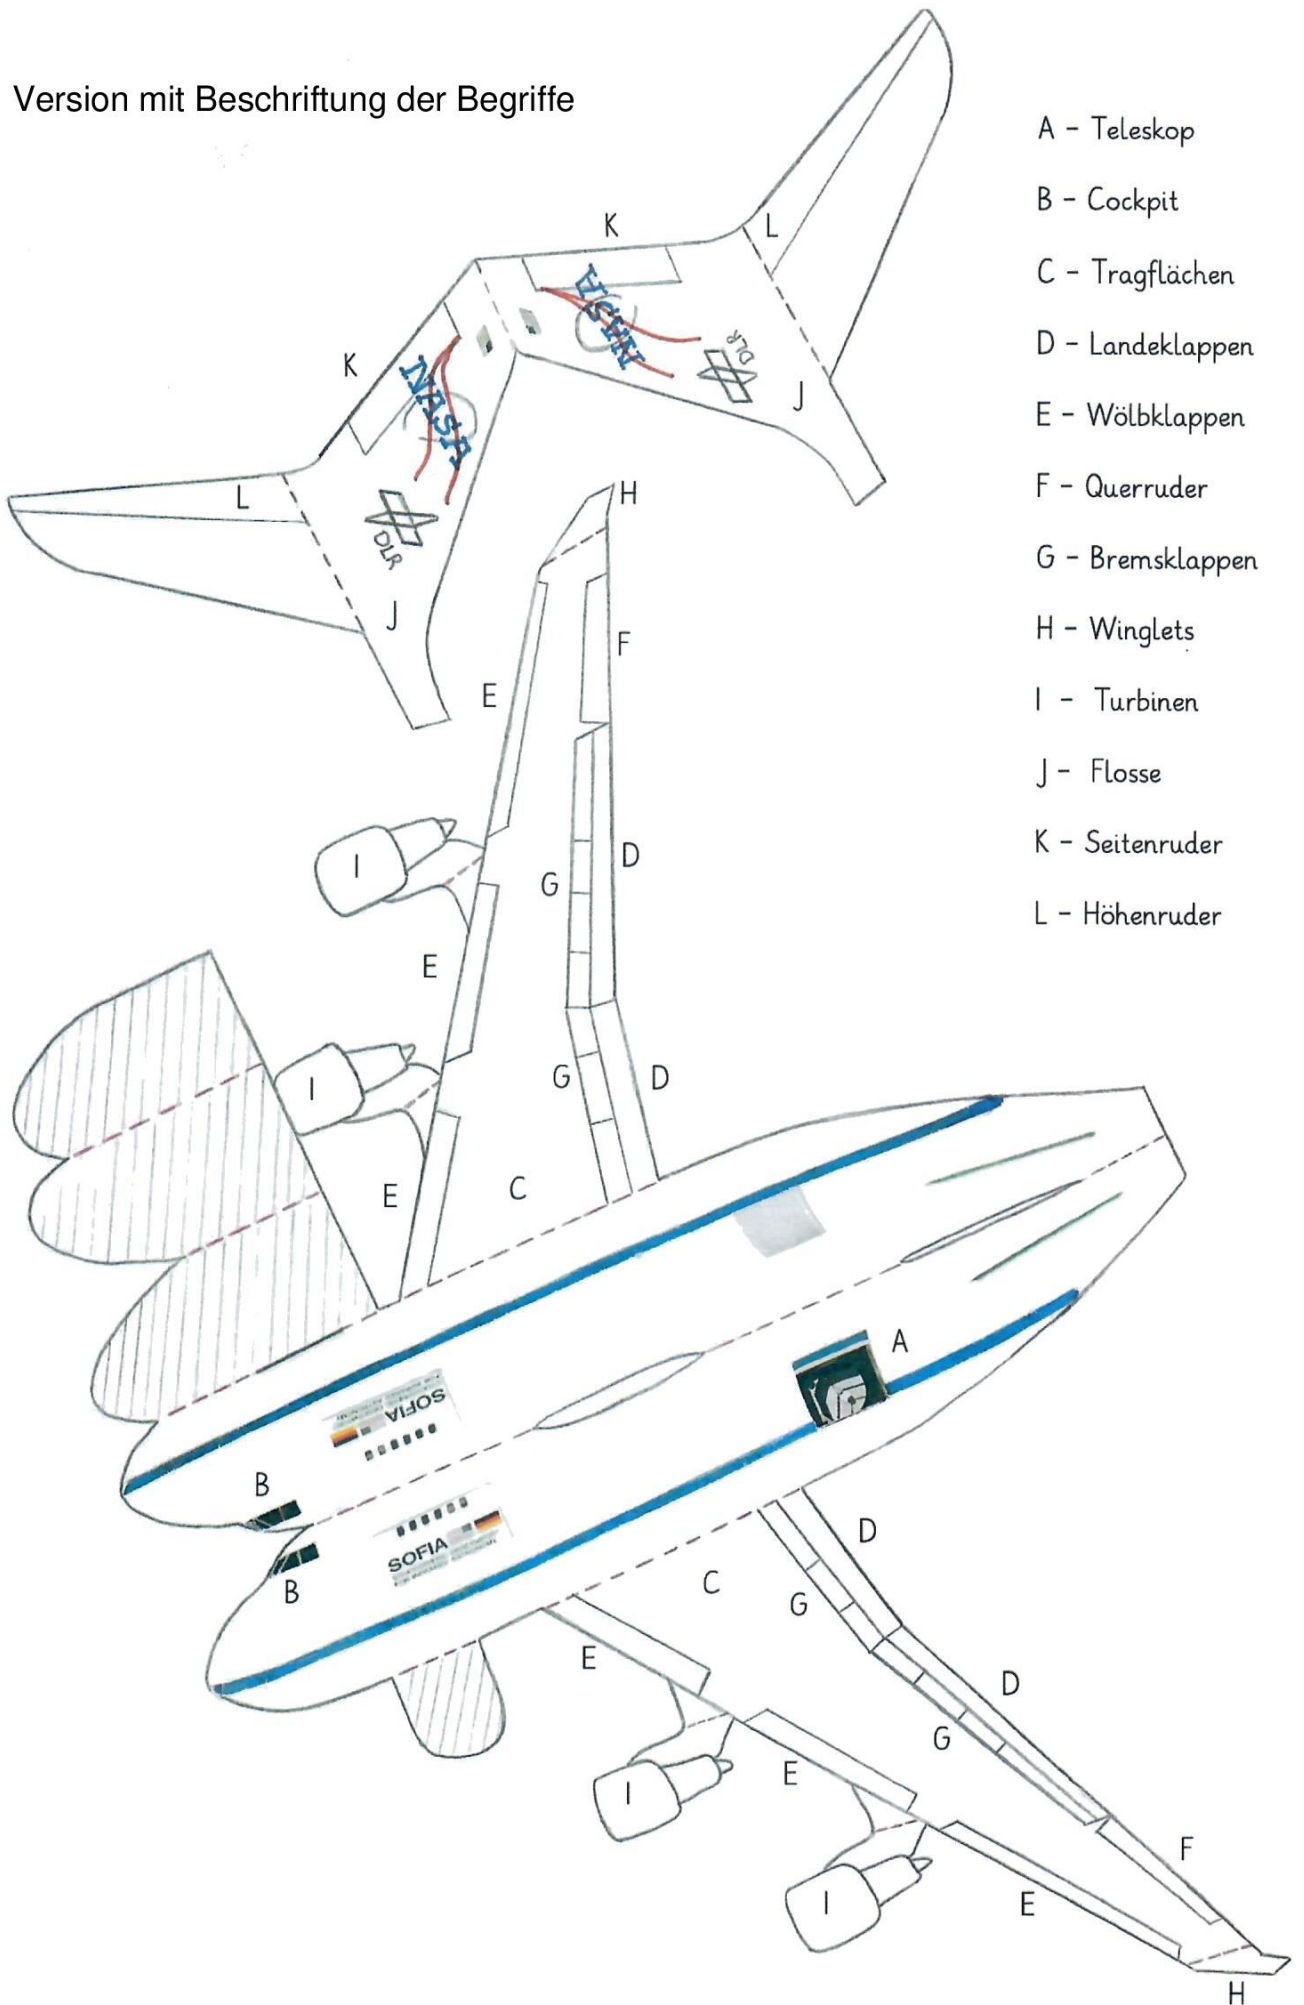 Version mit Beschriftung der Begriffe
A - Teleskop
B - Cockpit
C - Tragflächen
D - Landeklappen
E - Wölbklappen
F - Querruder
G - Bremsklappen
H - Winglets
I - Turbinen
J - Flosse
K - Seitenruder
L - Höhenruder
K
L
NASA
DLR
J
K
NASA
L
DLR
J
H
F
E
I
D
G
E
I
G
D
E
C
A
SOFIA
B
SOFIA
B
D
C
G
E
D
G
I
E
F
I
E
H